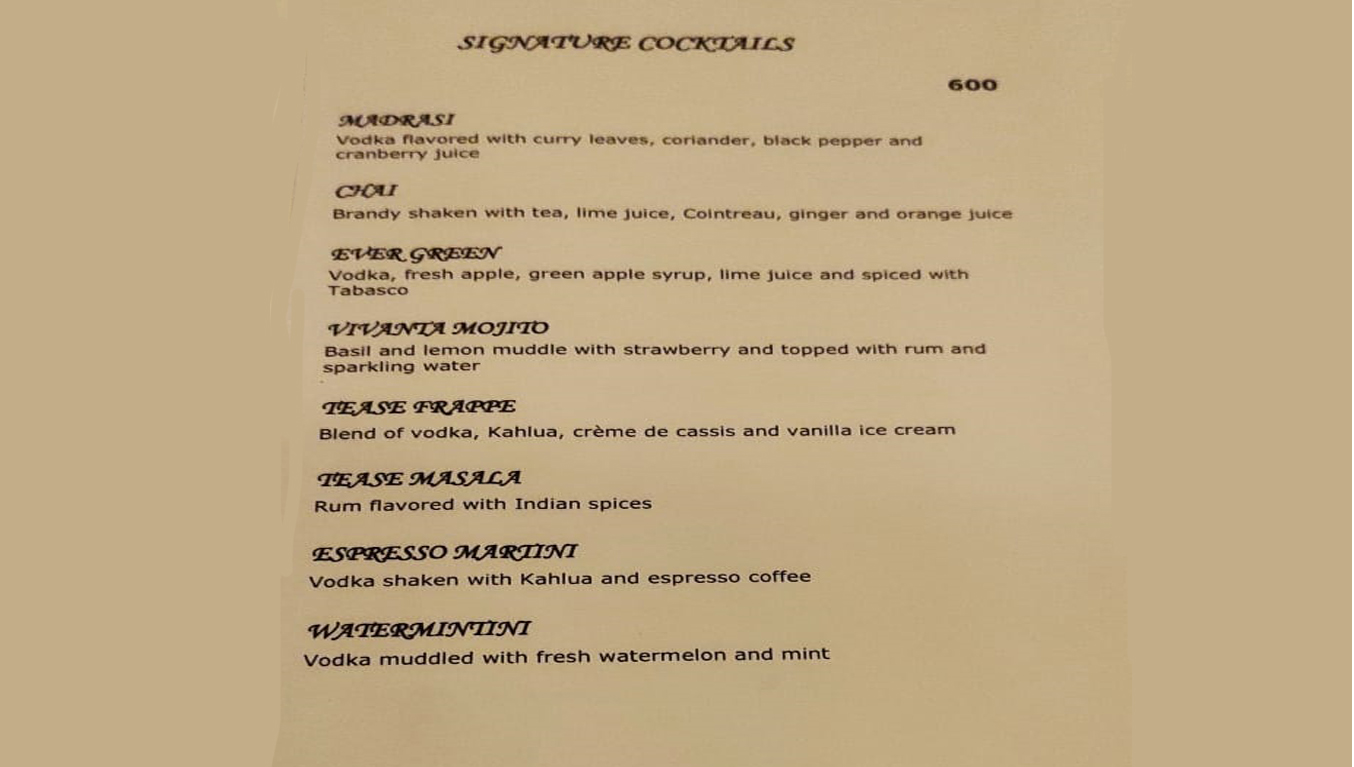 SIGNATURE COCKTAILS
600
MADRASI
Vodka flavored with curry leaves, coriander, black pepper and
cranberry juice
CHAI
Brandy shaken with tea, lime juice, Cointreau, ginger and orange juice
EVER GREEN
Vodka, fresh apple, green apple syrup, lime juice and spiced with
Tabasco
VIVANTA MOJITO
Basil and lemon muddle with strawberry and topped with rum and
sparkling water
TEASE FRAPPE
Blend of vodka, Kahlua, crème de cassis and vanilla ice cream
TEASE MASALA
Rum flavored with Indian spices
ESPRESSO MARTINI
Vodka shaken with Kahlua and espresso coffee
WATERMINTINI
Vodka muddled with fresh watermelon and mint